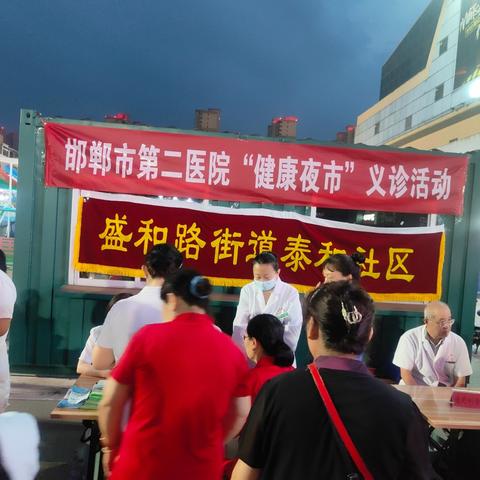 邯郸市第二医院“健康夜市”义诊活动
盛和路街道泰和社区